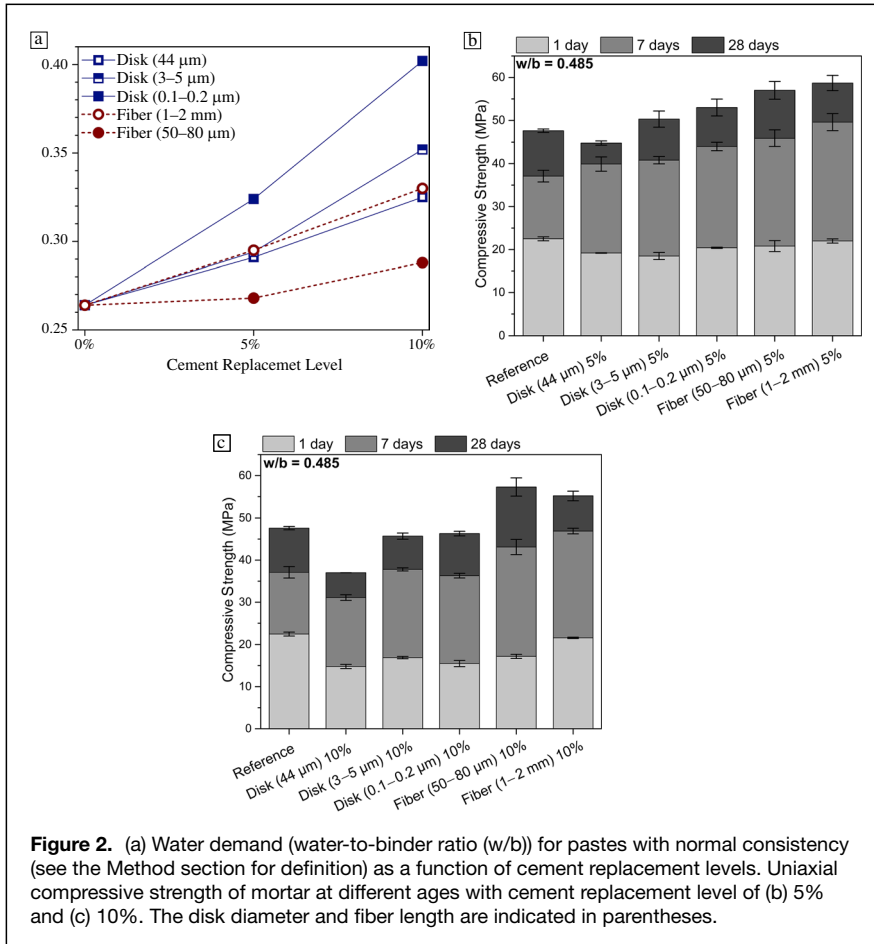 a
Disk (44 μm)
Disk (3–5 μm)
Disk (0.1–0.2 μm)
Fiber (1–2 mm)
Fiber (50–80 μm)
0.40
0.35
0.30
0.25
0% 5% 10%
Cement Replacemet Level
b
1 day 7 days 28 days
w/b = 0.485
Compressive Strength (MPa)
60
50
40
30
20
10
0
Reference
Disk (44 μm) 5%
Disk (3–5 μm) 5%
Disk (0.1–0.2 μm) 5%
Fiber (50–80 μm) 5%
Fiber (1–2 mm) 5%
c
1 day 7 days 28 days
w/b = 0.485
Compressive Strength (MPa)
60
50
40
30
20
10
0
Reference
Disk (44 μm) 10%
Disk (3–5 μm) 10%
Disk (0.1–0.2 μm) 10%
Fiber (50–80 μm) 10%
Fiber (1–2 mm) 10%
Figure 2. (a) Water demand (water-to-binder ratio (w/b)) for pastes with normal consistency
(see the Method section for definition) as a function of cement replacement levels. Uniaxial
compressive strength of mortar at different ages with cement replacement level of (b) 5%
and (c) 10%. The disk diameter and fiber length are indicated in parentheses.